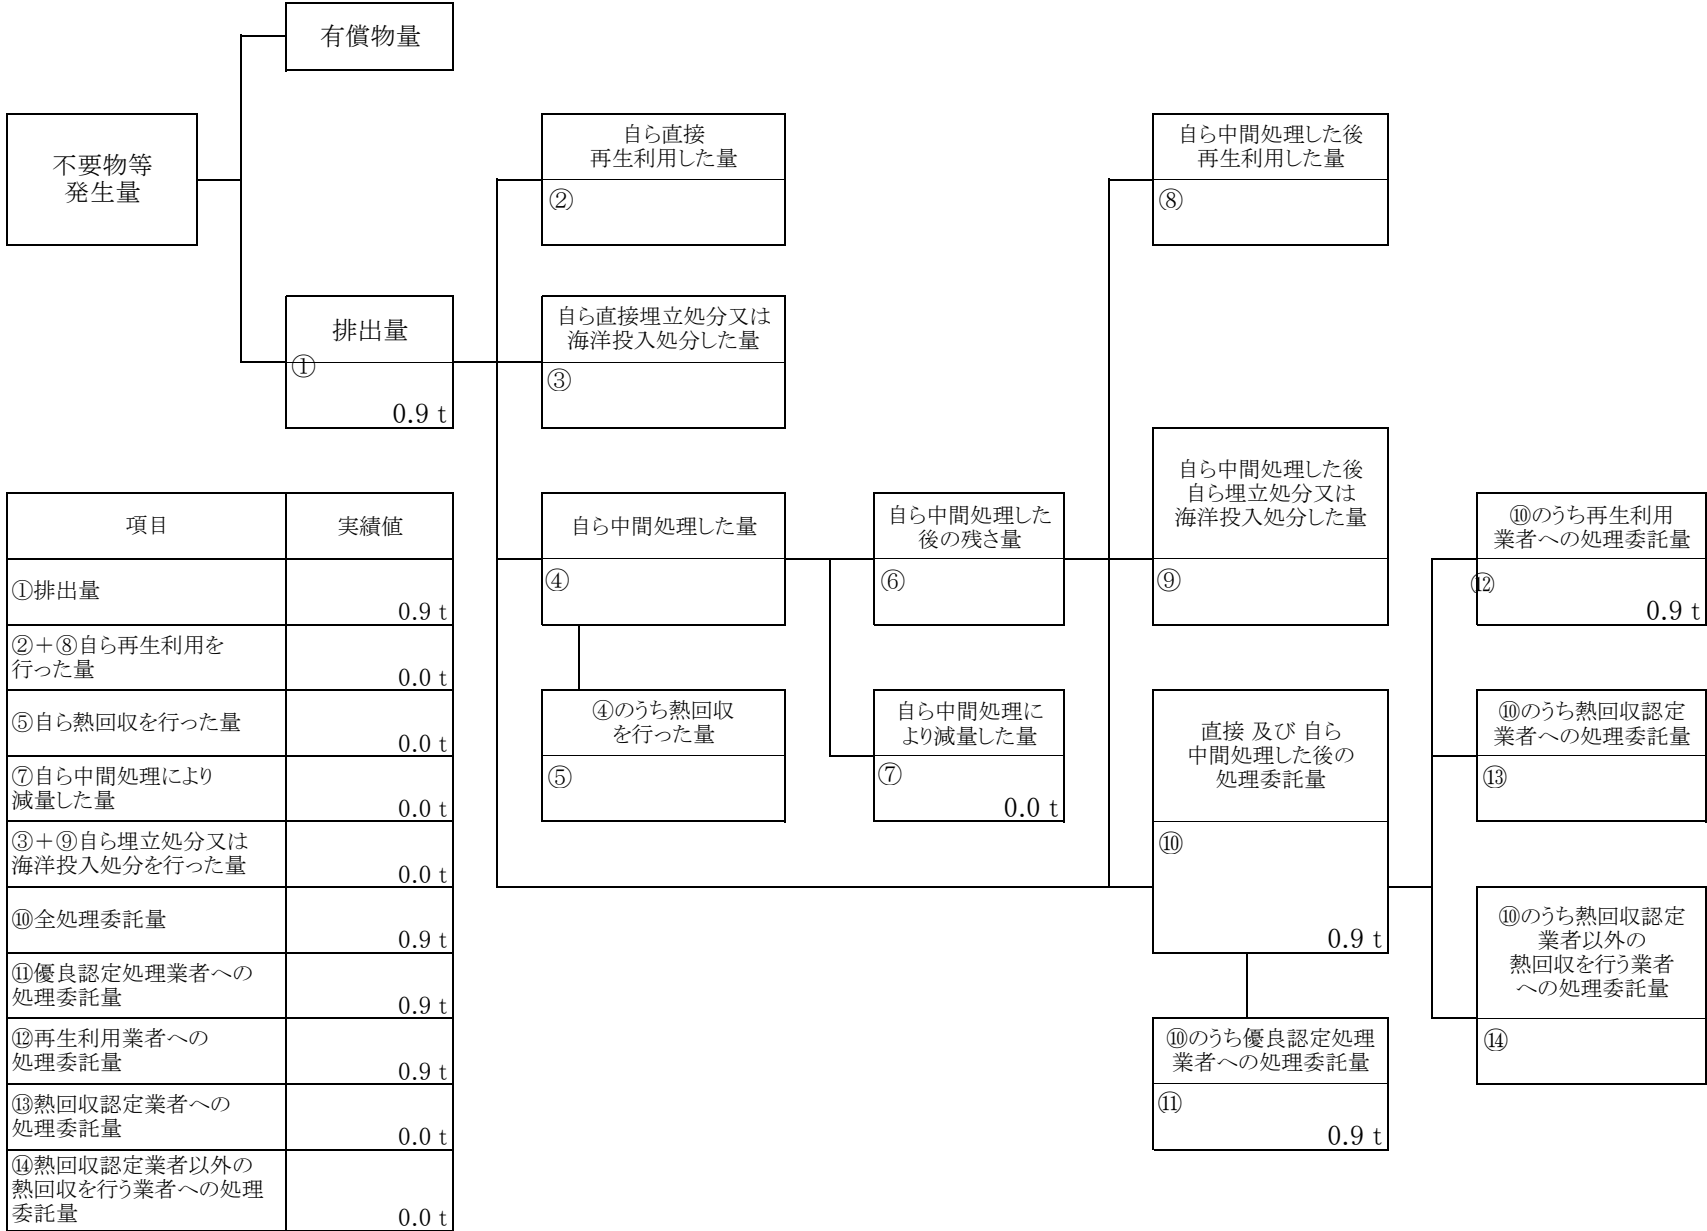 有償物量
不要物等
発生量
自ら直接
再生利用した量
②
自ら中間処理した後
再生利用した量
⑧
排出量
①
0.9 t
自ら直接埋立処分又は
海洋投入処分した量
③
自ら中間処理した量
④
自ら中間処理した
後の残さ量
⑥
自ら中間処理した後
自ら埋立処分又は
海洋投入処分した量
⑨
⑩のうち再生利用
業者への処理委託量
⑫
0.9 t
④のうち熱回収
を行った量
⑤
自ら中間処理に
より減量した量
⑦
0.0 t
直接 及び 自ら
中間処理した後の
処理委託量
⑩
0.9 t
⑩のうち熱回収認定
業者への処理委託量
⑬
⑩のうち熱回収認定
業者以外の
熱回収を行う業者
への処理委託量
⑭
⑩のうち優良認定処理
業者への処理委託量
⑪
0.9 t
項目 実績値
①排出量
0.9 t
②＋⑧自ら再生利用を
行った量
0.0 t
⑤自ら熱回収を行った量
0.0 t
⑦自ら中間処理により
減量した量
0.0 t
③＋⑨自ら埋立処分又は
海洋投入処分を行った量
0.0 t
⑩全処理委託量
0.9 t
⑪優良認定処理業者への
処理委託量
0.9 t
⑫再生利用業者への
処理委託量
0.9 t
⑬熱回収認定業者への
処理委託量
0.0 t
⑭熱回収認定業者以外の
熱回収を行う業者への処理
委託量
0.0 t